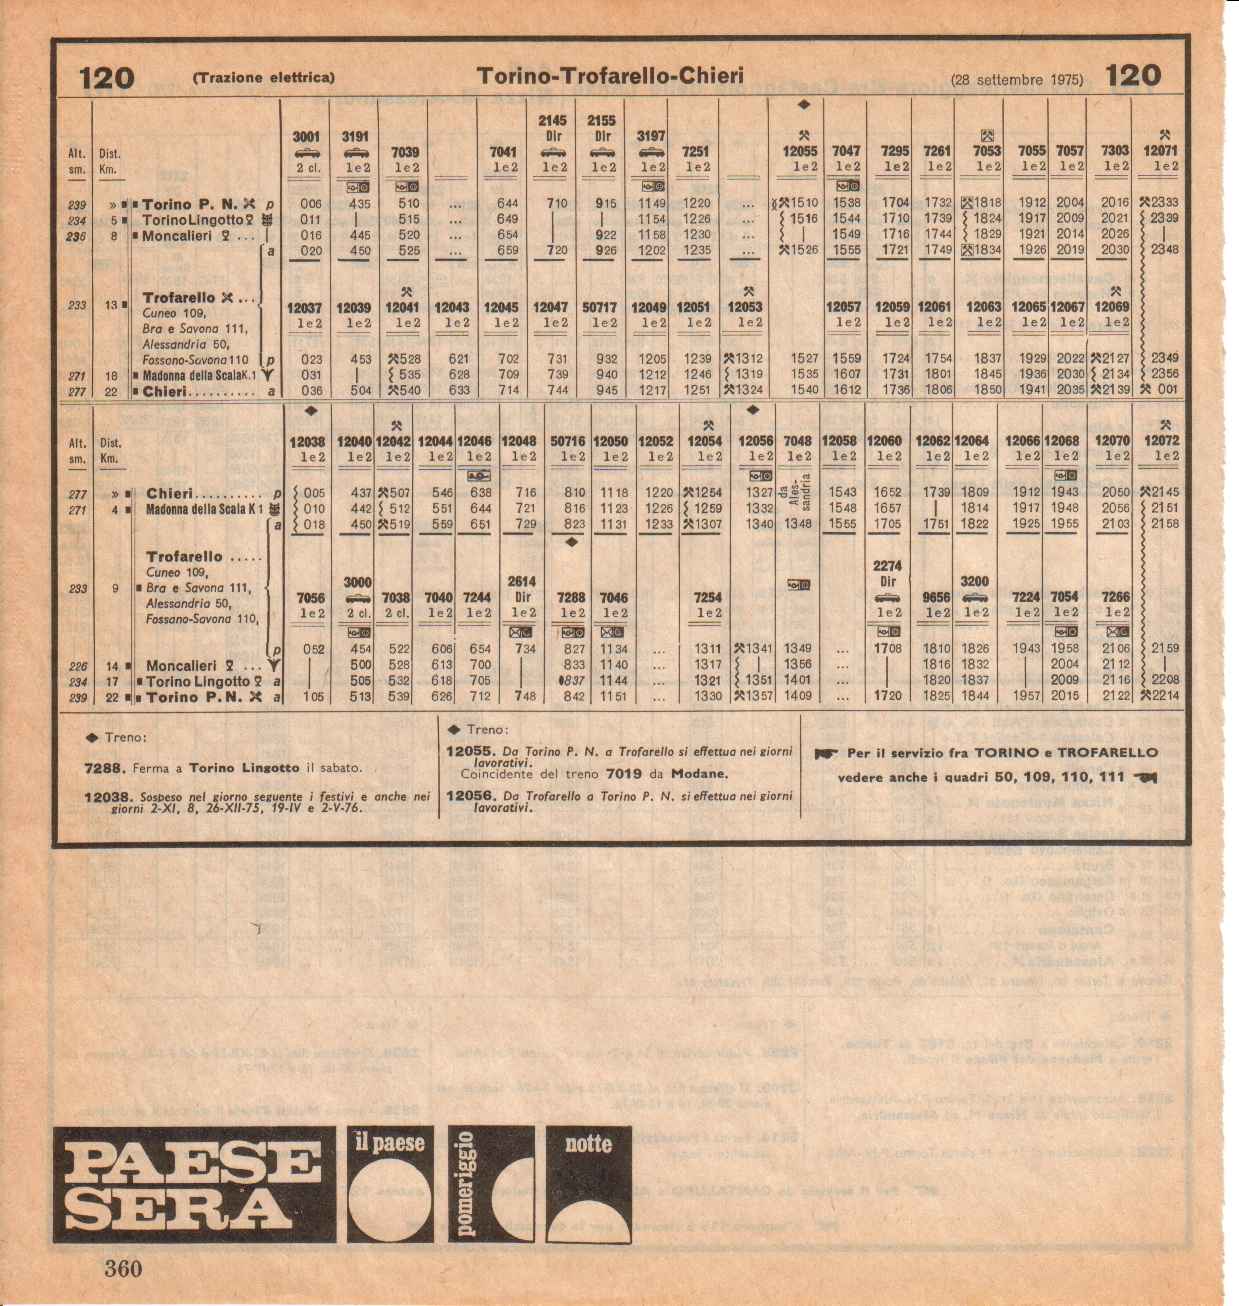 120 (Trazione elettrica) Torino-Trofarello-Chieri (28 settembre 1975) 120
2145 2155
3001 3191 Dir Dir 3197
7039 7041 7251 12055 7047 7295 7261 7053 7055 7057 7303 12071
Alt. Dist.
sm. Km. 2 cl. 1e2 1e2 1e2 1e2 1e2 1e2 1e2 1e2 1e2 1e2 1e2 1e2 1e2 1e2 1e2 1e2
239 » Torino P. N. p 006 435 510 ... 644 710 915 1149 1220 ... 1510 1538 1704 1732 1818 1912 2004 2016 2333
234 5 Torino Lingotto 011 | 515 ... 649 | | 1154 1226 ... 1516 1544 1710 1739 1824 1917 2009 2021 2339
236 8 Moncalieri ... | 016 445 520 ... 654 | 922 1158 1230 ... | 1549 1716 1744 1829 1921 2014 2026 |
a 020 450 525 ... 659 720 926 1202 1235 ... 1526 1555 1721 1749 1834 1926 2019 2030 2348
233 13 Trofarello ...
12037 12039 12041 12043 12045 12047 50717 12049 12051 12053 12057 12059 12061 12063 12065 12067 12069
Cuneo 109,
Bra e Savona 111, 1e2 1e2 1e2 1e2 1e2 1e2 1e2 1e2 1e2 1e2 1e2 1e2 1e2 1e2 1e2 1e2 1e2
Alessandria 50,
Fossano-Savona 110 p 023 453 528 621 702 731 932 1205 1239 1312 1527 1559 1724 1754 1837 1929 2022 2127 2349
271 18 Madonna della Scala K.1 031 | 535 628 709 739 940 1212 1246 1319 1535 1607 1731 1801 1845 1936 2030 2134 2356
277 22 Chieri.......... a 036 504 540 633 714 744 945 1217 1251 1324 1540 1612 1736 1806 1850 1941 2035 2139 001
Alt. Dist. 12038 12040 12042 12044 12046 12048 50716 12050 12052 12054 12056 7048 12058 12060 12062 12064 12066 12068 12070 12072
sm. Km. 1e2 1e2 1e2 1e2 1e2 1e2 1e2 1e2 1e2 1e2 1e2 1e2 1e2 1e2 1e2 1e2 1e2 1e2 1e2 1e2
277 » Chieri.......... p 005 437 507 546 638 716 810 1118 1220 1254 1327 da Ales-sandria 1543 1652 1739 1809 1912 1943 2050 2145
271 4 Madonna della Scala K 1 010 442 512 551 644 721 816 1123 1226 1259 1332 1548 1657 | 1814 1917 1948 2056 2151
a 018 450 519 559 651 729 823 1131 1233 1307 1340 1348 1555 1705 1751 1822 1925 1955 2103 2158
Trofarello .....
Cuneo 109,
233 9 Bra e Savona 111,
Alessandria 50,
Fossano-Savona 110,
2274
3000 2614 Dir 3200
7056 7038 7040 7244 Dir 7288 7046 7254 9656 7224 7054 7266
1e2 2 cl. 2 cl. 1e2 1e2 1e2 1e2 1e2 1e2 1e2 1e2 2 cl. 1e2 1e2 1e2
p 052 454 522 606 654 734 827 1134 ... 1311 1341 1349 ... 1708 1810 1826 1943 1958 2106 2159
226 14 Moncalieri ... | 500 528 613 700 | 833 1140 ... 1317 | 1356 ... | 1816 1832 | 2004 2112 |
234 17 Torino Lingotto a | 505 532 618 705 | 837 1144 ... 1321 1351 1401 ... | 1820 1837 | 2009 2116 2208
239 22 Torino P. N. a 105 513 539 626 712 748 842 1151 ... 1330 1357 1409 ... 1720 1825 1844 1957 2015 2122 2214
◆ Treno:
7288. Ferma a Torino Lingotto il sabato.
12038. Sospeso nel giorno seguente i festivi e anche nei
giorni 2-XI, 8, 26-XII-75, 19-IV e 2-V-76.
◆ Treno:
12055. Da Torino P. N. a Trofarello si effettua nei giorni
lavorativi.
Coincidente del treno 7019 da Modane.
12056. Da Trofarello a Torino P. N. si effettua nei giorni
lavorativi.
Per il servizio fra TORINO e TROFARELLO
vedere anche i quadri 50, 109, 110, 111
PAESE
SERA
il paese
pomeriggio
notte
360